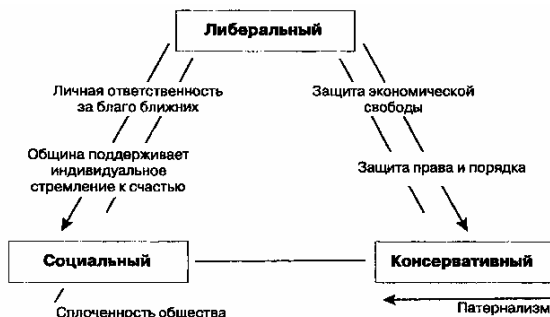 Либеральный
Личная ответственность
за благо ближних
Защита экономической
свободы
Община поддерживает
индивидуальное
стремление к счастью
Защита права и порядка
Социальный
Консервативный
Сплоченность общества
Патернализм